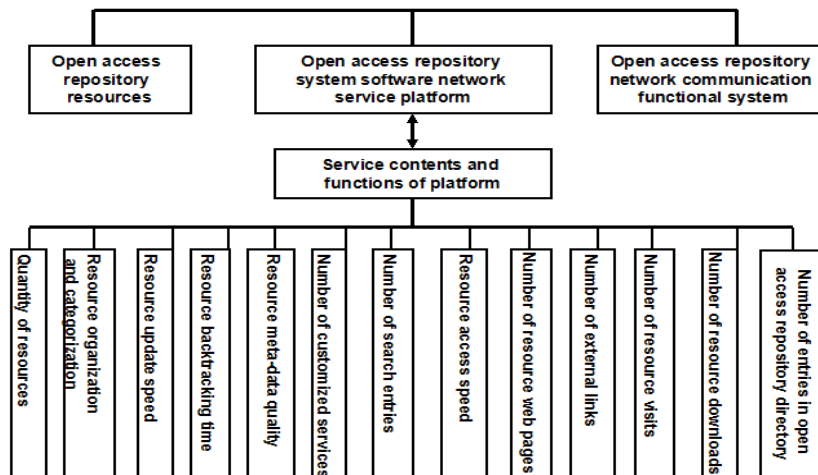 Open access
repository
resources
Open access repository
system software network
service platform
Open access repository
network communication
functional system
Service contents and
functions of platform
Quantity of resources
Resource organization
and categorization
Resource update speed
Resource backtracking time
Resource meta-data quality
Number of customized services
Number of search entries
Resource access speed
Number of resource web pages
Number of external links
Number of resource visits
Number of resource downloads
Number of entries in open
access repository directory